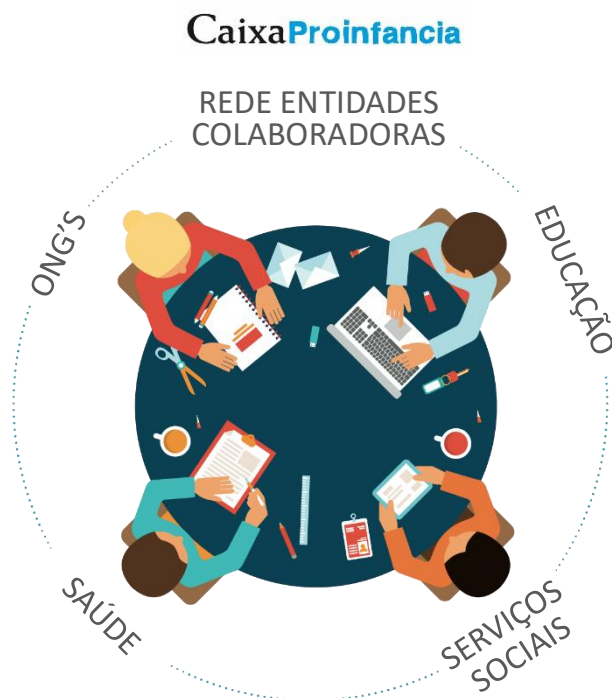 CaixaProinfancia
REDE ENTIDADES
COLABORADORAS
ONG'S
EDUCAÇÃO
SAÚDE
SERVIÇOS
SOCIAIS